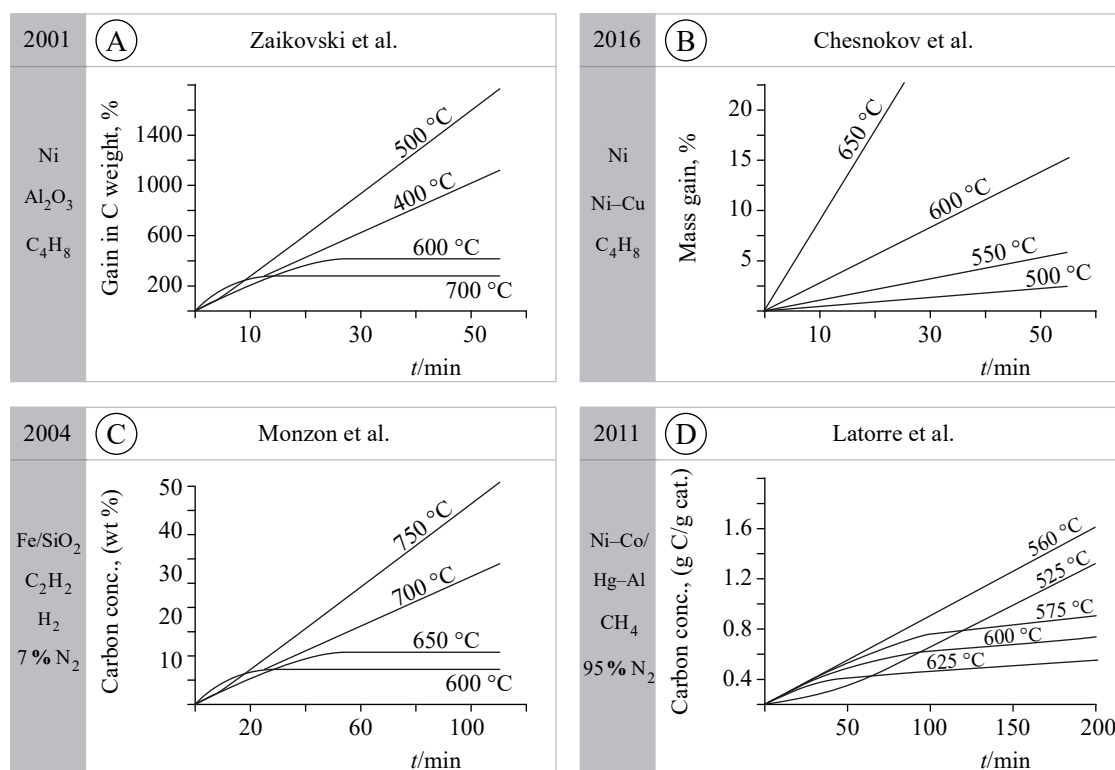 2001
A
Zaikovski et al.
Ni
Al2O3
C4H8
Gain in C weight, %
1400
1000
600
200
500 °C
400 °C
600 °C
700 °C
10
30
50
t/min
2016
B
Chesnokov et al.
Ni
Ni–Cu
C4H8
Mass gain, %
20
15
10
5
650 °C
600 °C
550 °C
500 °C
10
30
50
t/min
2004
C
Monzon et al.
Fe/SiO2
C2H2
H2
7 % N2
Carbon conc., (wt %)
50
40
30
20
10
750 °C
700 °C
650 °C
600 °C
20
60
100
t/min
2011
D
Latorre et al.
Ni–Co/
Hg–Al
CH4
95 % N2
Carbon conc., (g C/g cat.)
1.6
1.2
0.8
0.4
560 °C
525 °C
575 °C
600 °C
625 °C
50
100
150
200
t/min